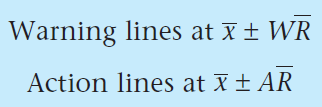 Warning lines at x̅ ± WR̅
Action lines at x̅ ± AR̅